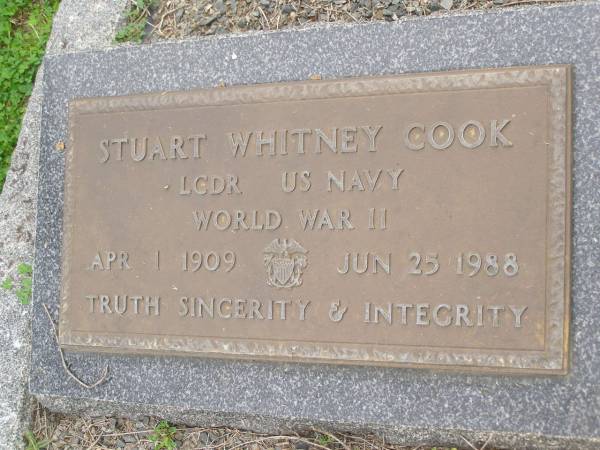 STUART WHITNEY COOK
LCDR US NAVY
WORLD WAR II
APR 1 1909 JUN 25 1988
TRUTH SINCERITY & INTEGRITY